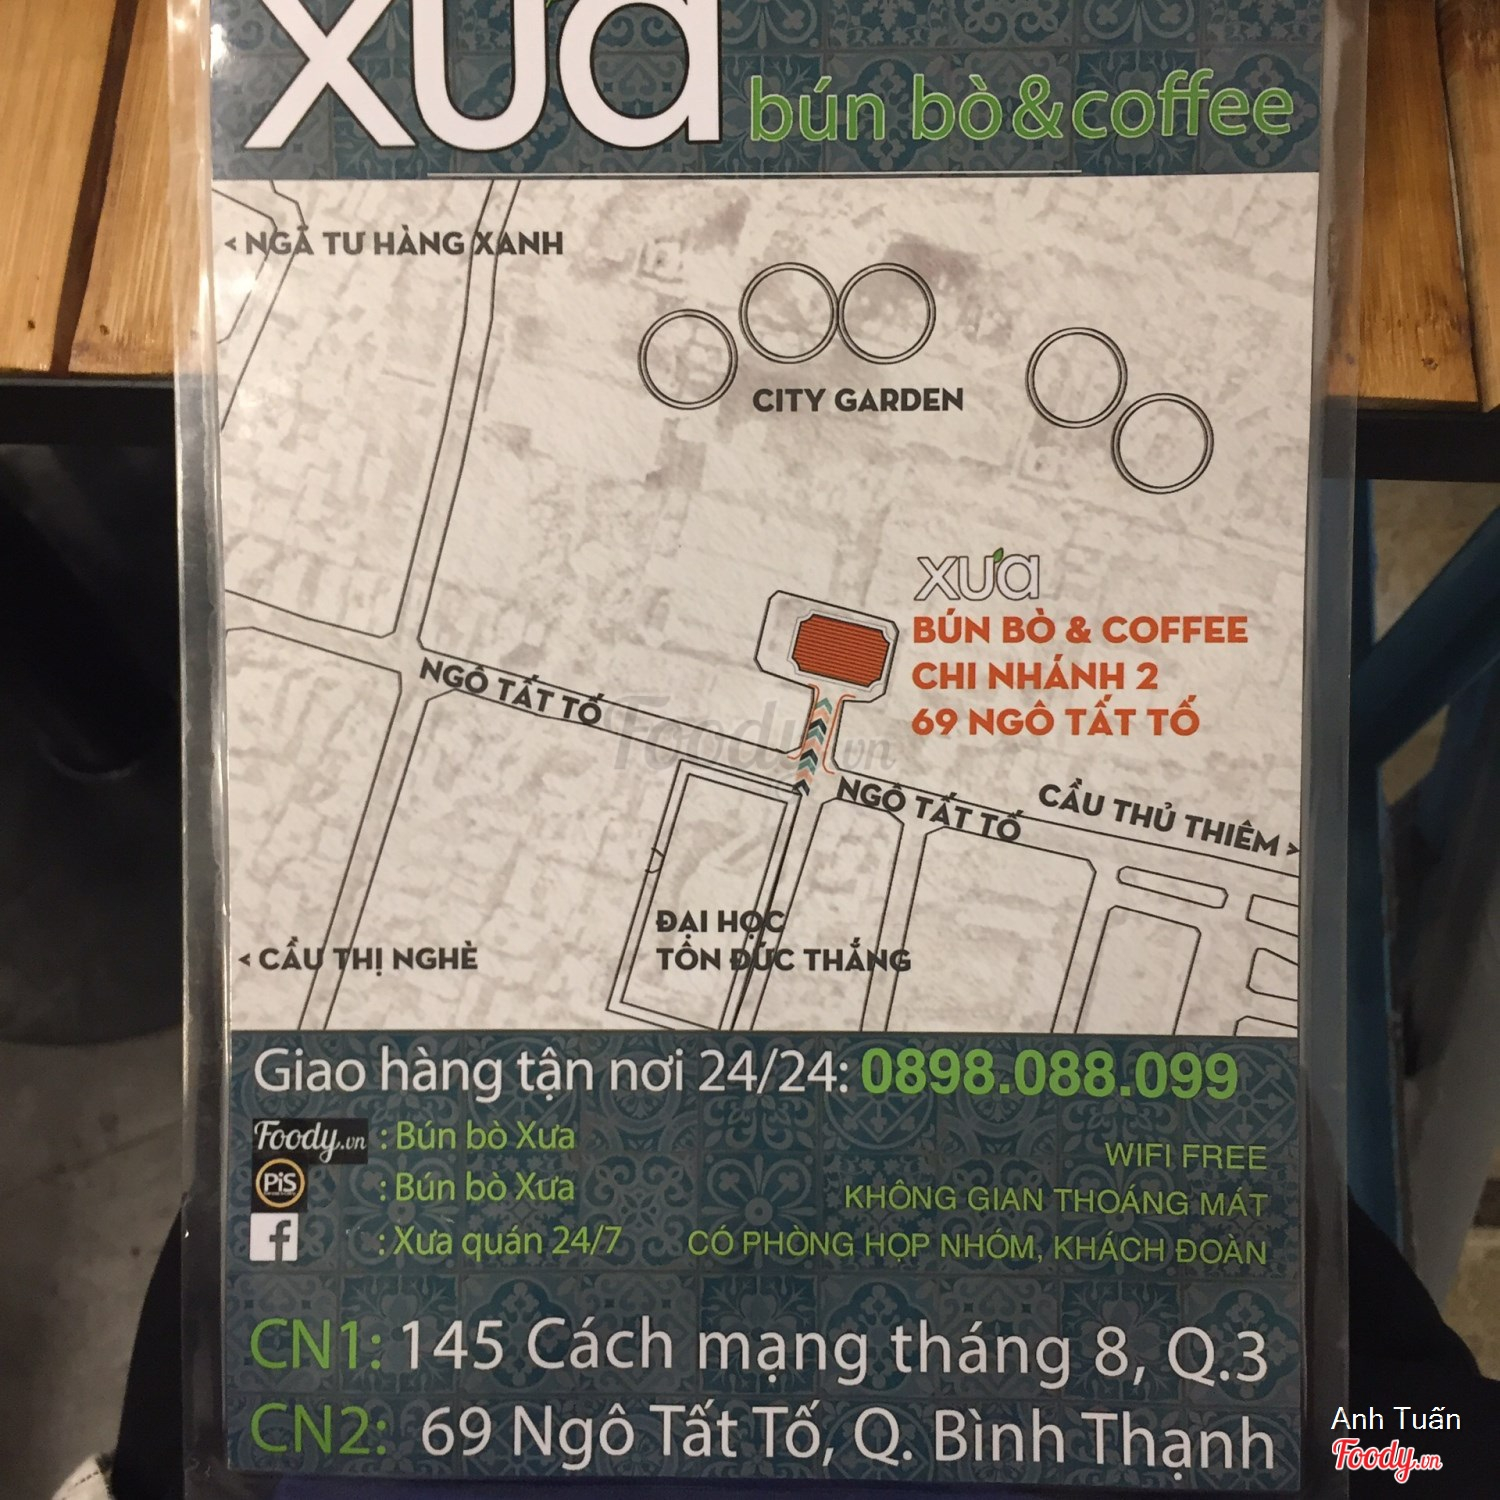 xưa bún bò & coffee
< NGÃ TƯ HÀNG XANH
CITY GARDEN
xưa
BÚN BÒ & COFFEE
CHI NHÁNH 2
69 NGÔ TẤT TỐ
NGÔ TẤT TỐ
NGÔ TẤT TỐ
CẦU THỦ THIÊM >
Foody.vn
ĐẠI HỌC
TÔN ĐỨC THẮNG
< CẦU THỊ NGHÈ
Giao hàng tận nơi 24/24: 0898.088.099
Foody.vn : Bún bò Xưa
PiS : Bún bò Xưa
f : Xưa quán 24/7
WIFI FREE
KHÔNG GIAN THOÁNG MÁT
CÓ PHÒNG HỌP NHÓM, KHÁCH ĐOÀN
CN1: 145 Cách mạng tháng 8, Q.3
CN2: 69 Ngô Tất Tố, Q. Bình Thạnh
Anh Tuấn
Foody.vn